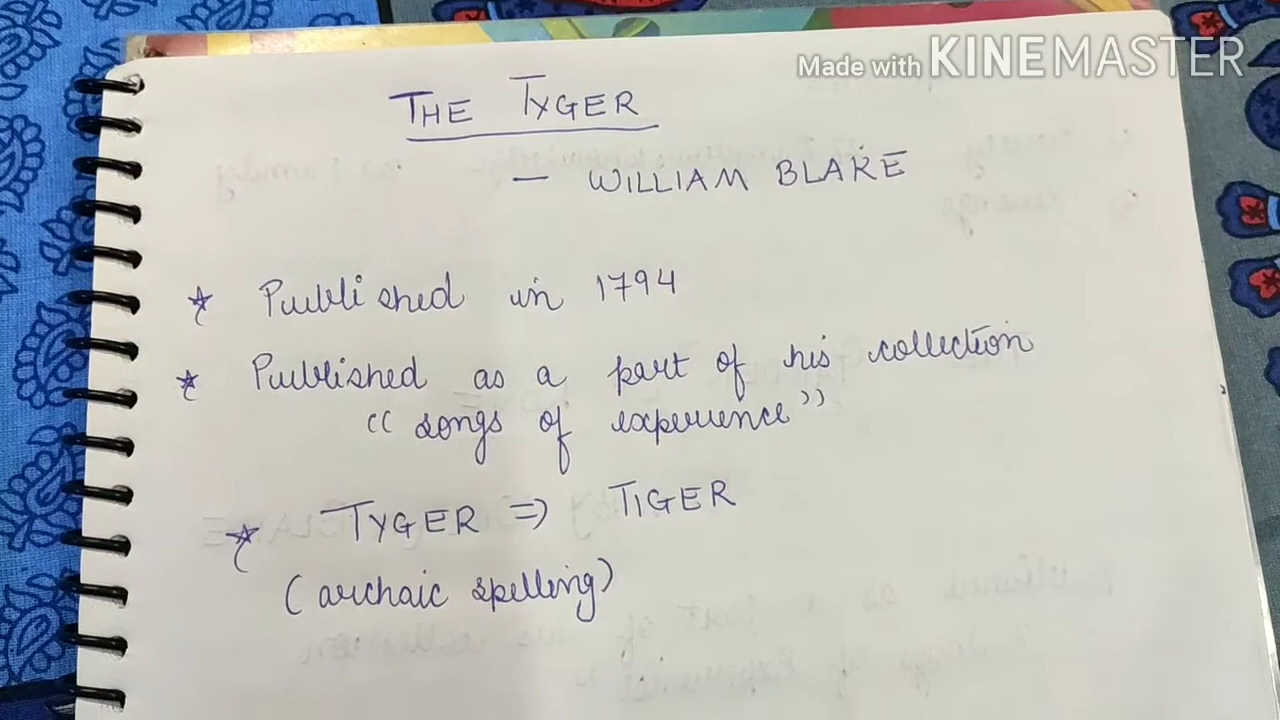 Made with KINEMASTER
THE TYGER
— WILLIAM BLAKE
★ Published in 1794
★ Published as a part of his collection
“ songs of experience ”
★ TYGER ⇒ TIGER
(archaic spelling)